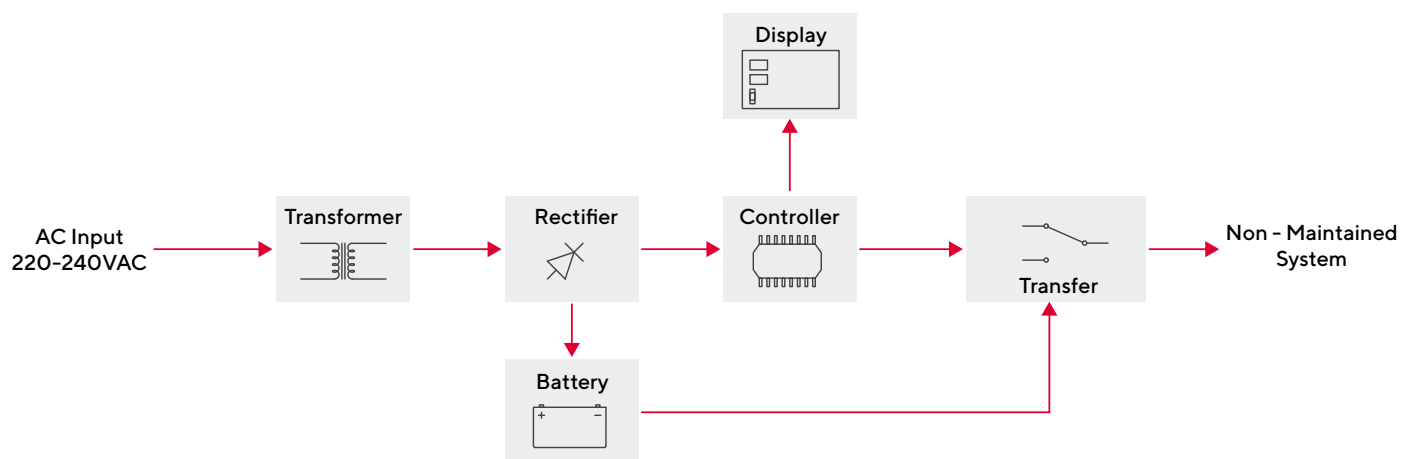 Display
Transformer
Rectifier
Controller
AC Input
220-240VAC
Non - Maintained
System
Transfer
Battery
+ −